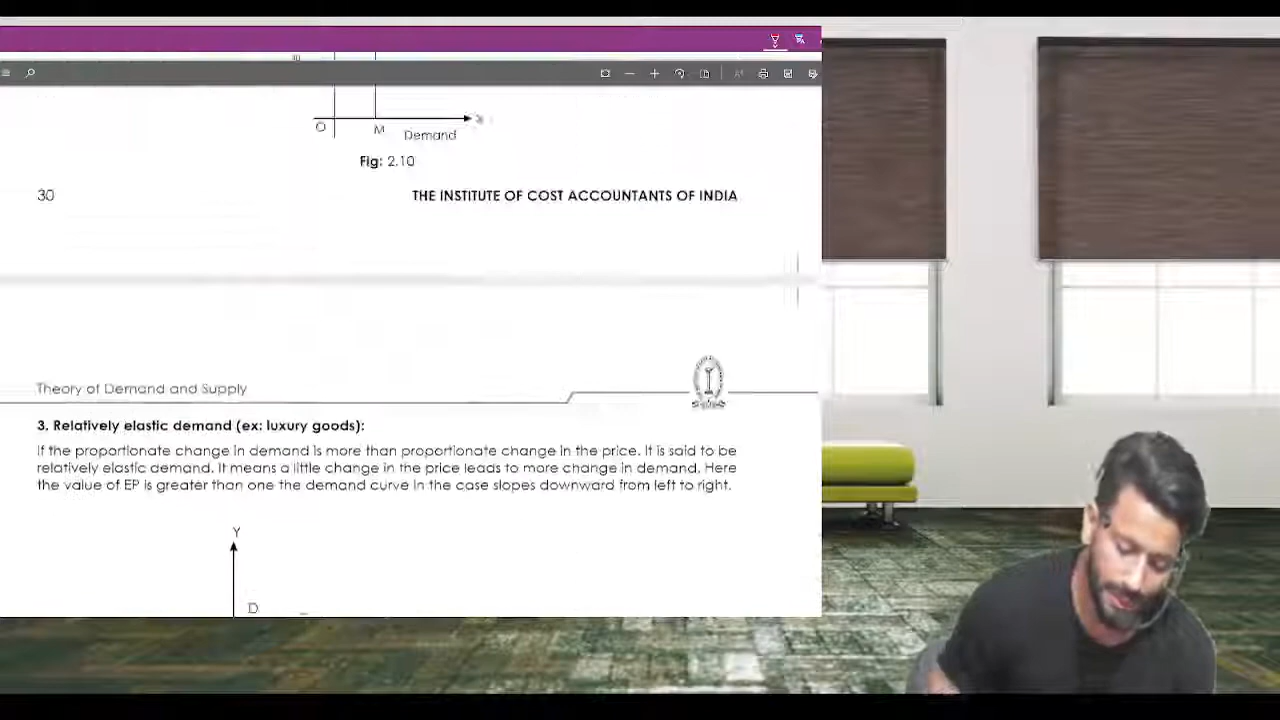 O
M
Demand
Fig: 2.10
30
THE INSTITUTE OF COST ACCOUNTANTS OF INDIA
Theory of Demand and Supply
3. Relatively elastic demand (ex: luxury goods):
If the proportionate change in demand is more than proportionate change in the price. It is said to be
relatively elastic demand. It means a little change in the price leads to more change in demand. Here
the value of EP is greater than one the demand curve in the case slopes downward from left to right.
Y
D